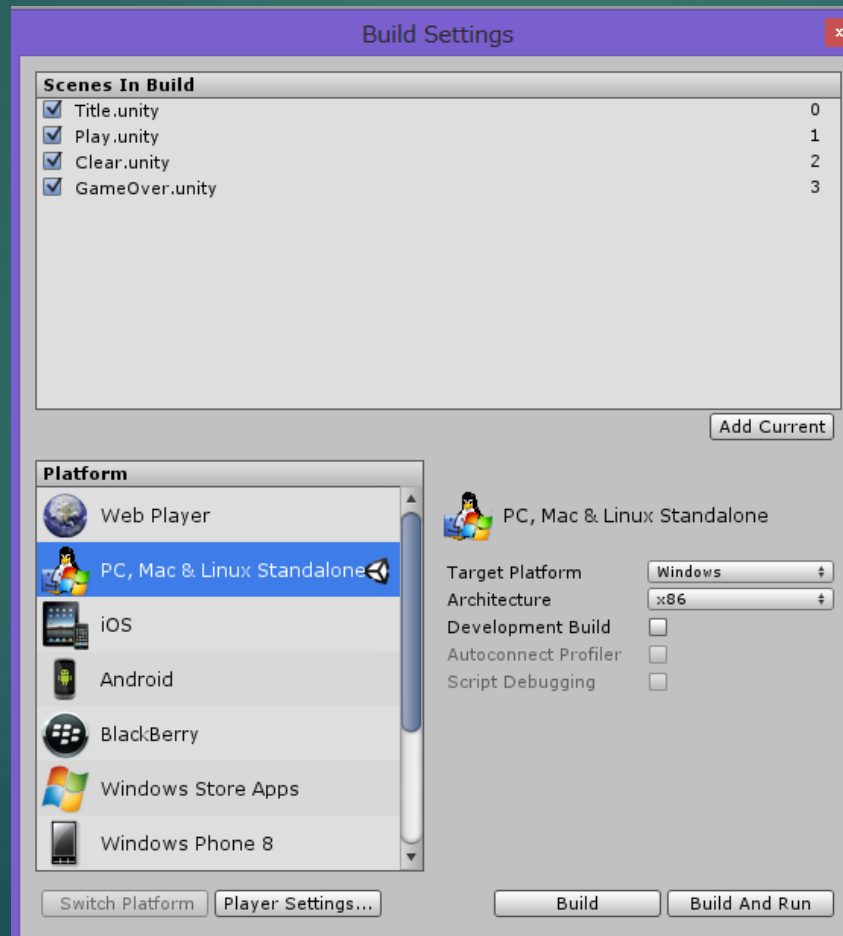 Build Settings
x
Scenes In Build
Title.unity 0
Play.unity 1
Clear.unity 2
GameOver.unity 3
Add Current
Platform
Web Player
PC, Mac & Linux Standalone
iOS
Android
BlackBerry
Windows Store Apps
Windows Phone 8
PC, Mac & Linux Standalone
Target Platform Windows
Architecture x86
Development Build
Autoconnect Profiler
Script Debugging
Switch Platform Player Settings... Build Build And Run